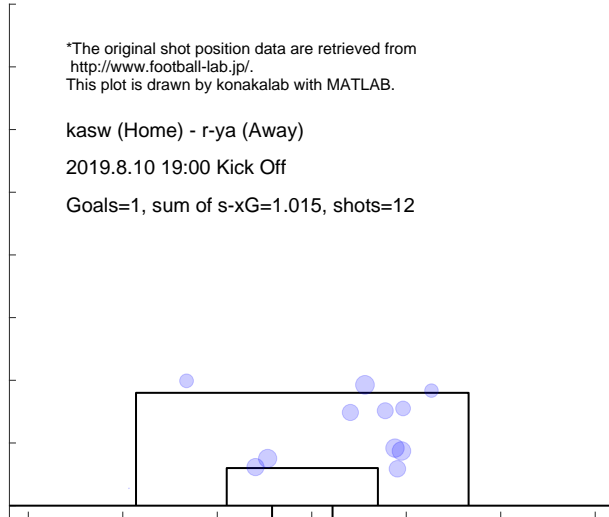 *The original shot position data are retrieved from
http://www.football-lab.jp/.
This plot is drawn by konakalab with MATLAB.
kasw (Home) - r-ya (Away)
2019.8.10 19:00 Kick Off
Goals=1, sum of s-xG=1.015, shots=12